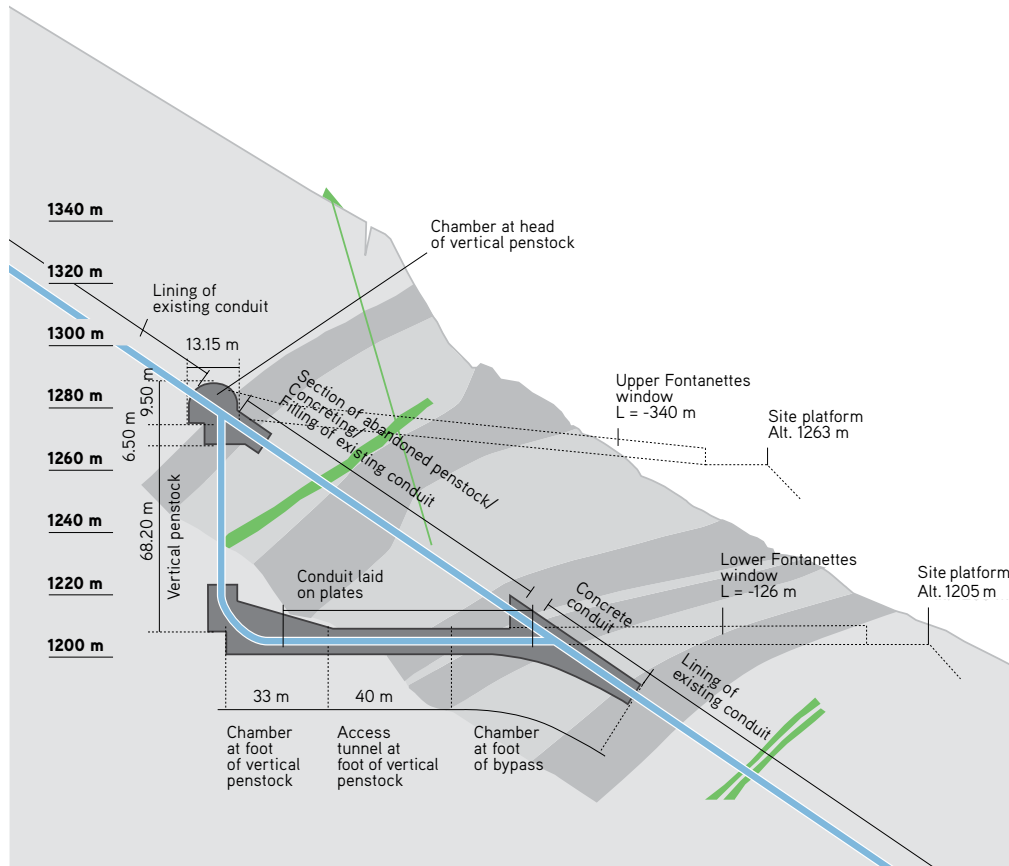 1340 m
1320 m
1300 m
1280 m
1260 m
1240 m
1220 m
1200 m
Chamber at head
of vertical penstock
Lining of
existing conduit
13.15 m
9.50 m
6.50 m
68.20 m
Vertical penstock
Section of abandoned penstock/
Concreting/
Filling of existing conduit
Upper Fontanettes
window
L = -340 m
Site platform
Alt. 1263 m
Conduit laid
on plates
Concrete
conduit
Lower Fontanettes
window
L = -126 m
Site platform
Alt. 1205 m
Lining of
existing conduit
33 m
40 m
Chamber
at foot
of vertical
penstock
Access
tunnel at
foot of vertical
penstock
Chamber
at foot
of bypass